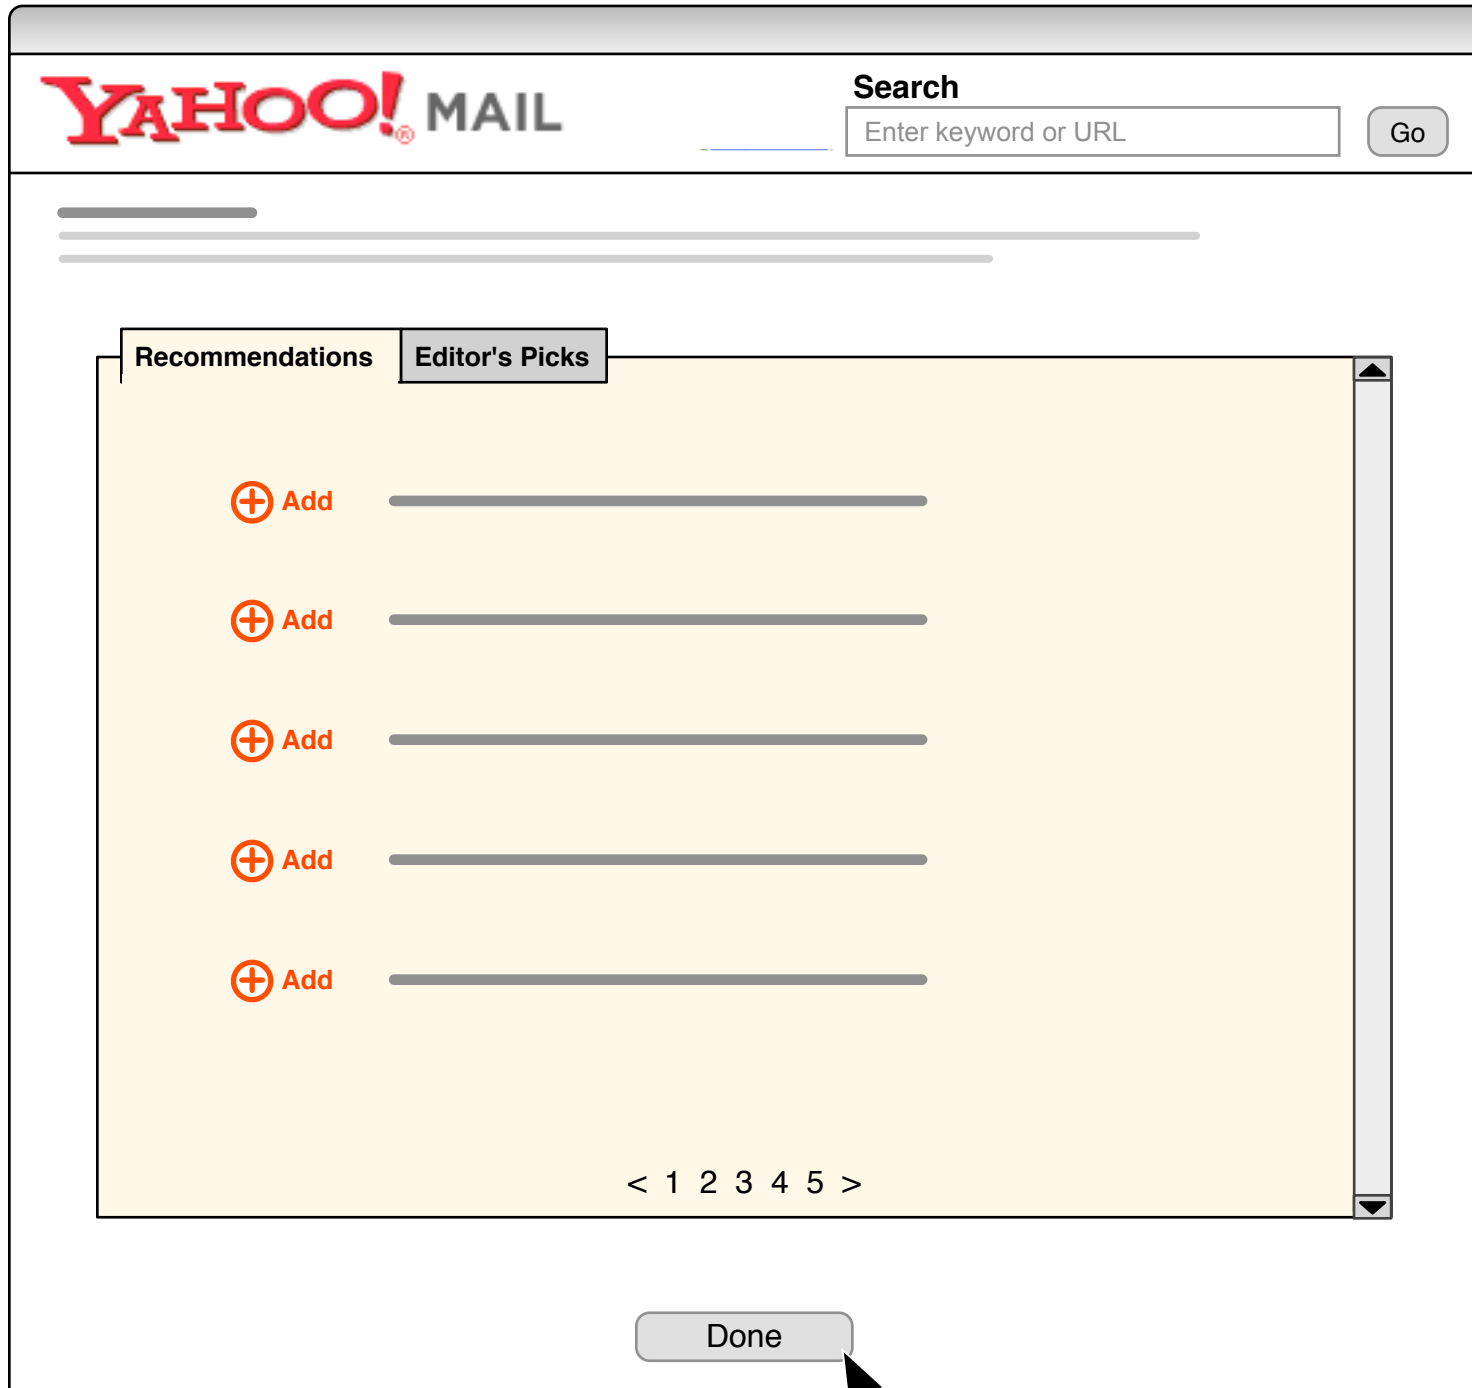 YAHOO!® MAIL
Search
Enter keyword or URL
Go
Recommendations
Editor's Picks
Add
Add
Add
Add
Add
< 1 2 3 4 5 >
Done